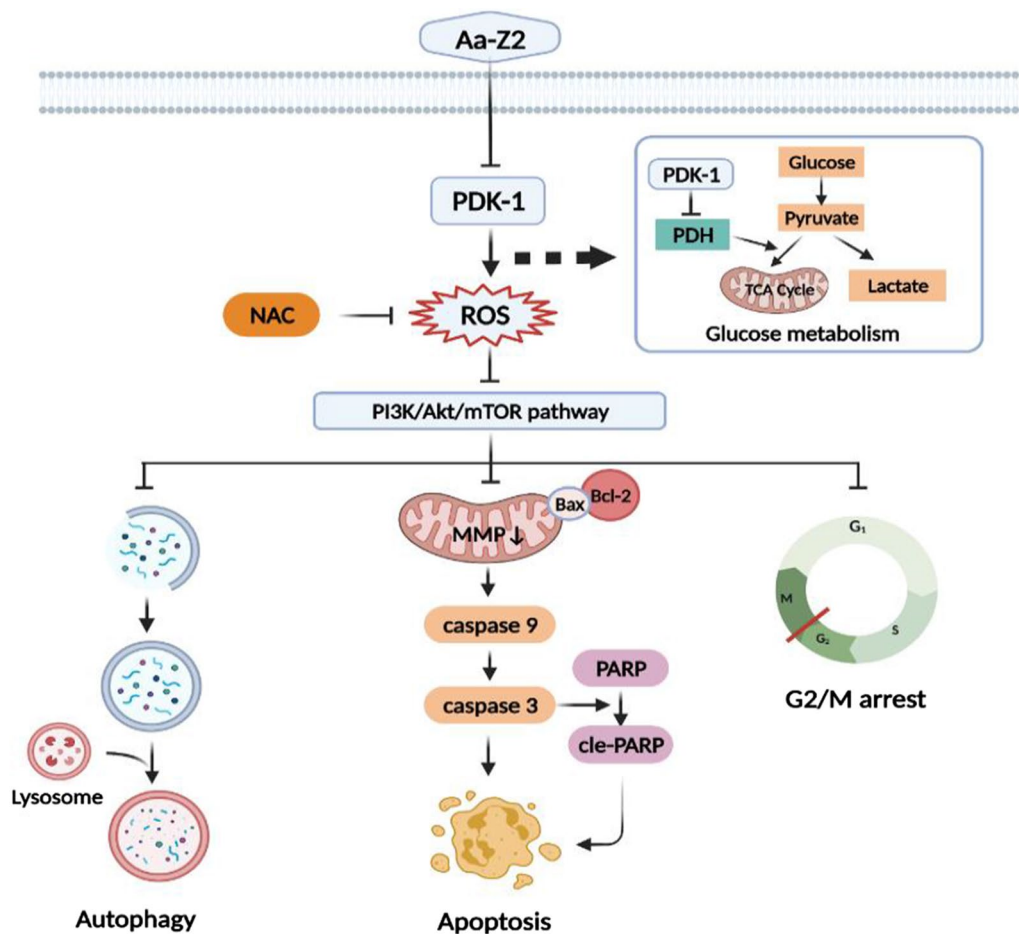 Aa-Z2
PDK-1
ROS
NAC
PDK-1
PDH
Glucose
Pyruvate
TCA Cycle
Lactate
Glucose metabolism
PI3K/Akt/mTOR pathway
Lysosome
Autophagy
Bax
Bcl-2
MMP↓
caspase 9
caspase 3
PARP
cle-PARP
Apoptosis
G₁
M
G₂
S
G2/M arrest